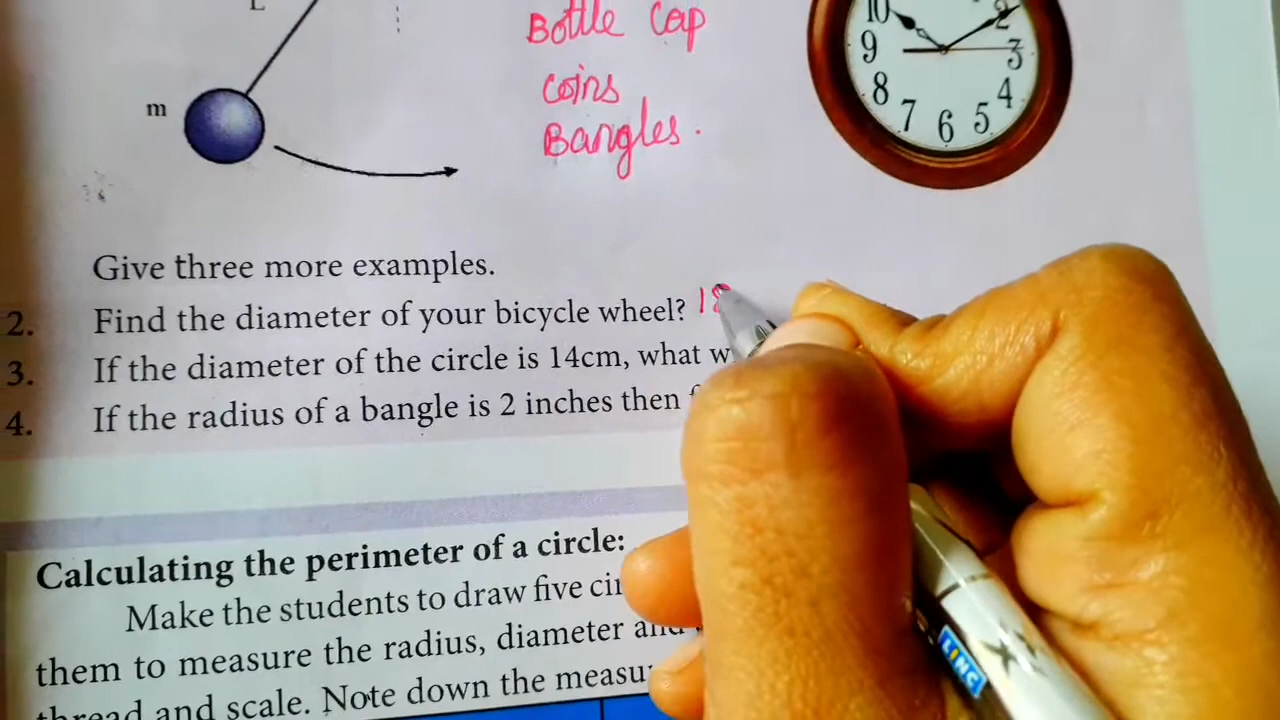 L
Bottle Cap
10 2
coins
9 3
m
8 4
Bangles.
7 6 5
Give three more examples.
2. Find the diameter of your bicycle wheel? 18
3. If the diameter of the circle is 14cm, what
4. If the radius of a bangle is 2 inches then
Calculating the perimeter of a circle:
Make the students to draw five
them to measure the radius, diameter and
thread and scale. Note down the
LINC